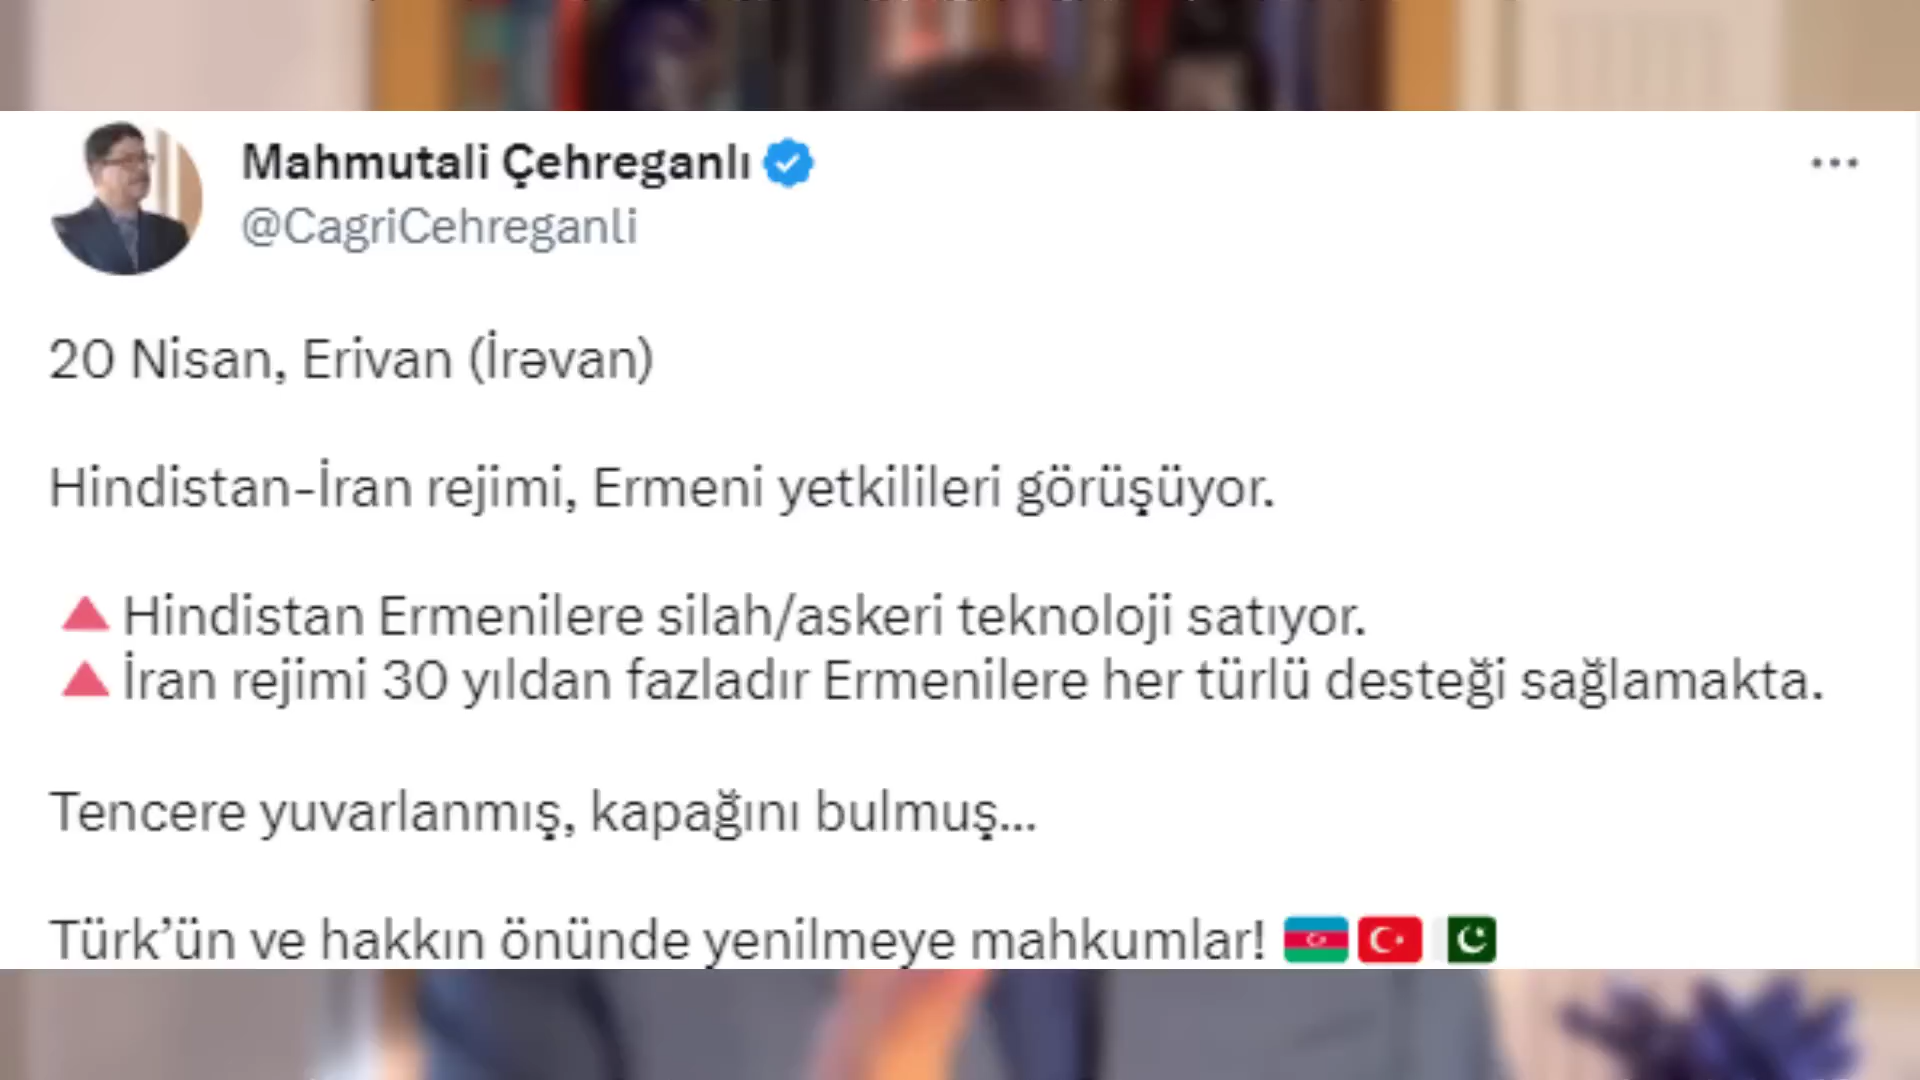 Mahmutali Çehreganlı
@CagriCehreganli
20 Nisan, Erivan (İrəvan)
Hindistan-İran rejimi, Ermeni yetkilileri görüşüyor.
🔺Hindistan Ermenilere silah/askeri teknoloji satıyor.
🔺İran rejimi 30 yıldan fazladır Ermenilere her türlü desteği sağlamakta.
Tencere yuvarlanmış, kapağını bulmuş...
Türk’ün ve hakkın önünde yenilmeye mahkumlar! 🇦🇿🇹🇷🇵🇰